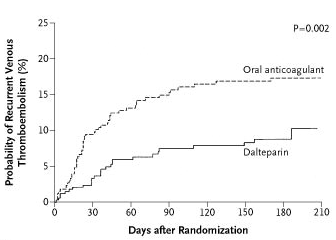 25
P=0.002
20
Oral anticoagulant
15
10
Dalteparin
5
0
0 30 60 90 120 150 180 210
Probability of Recurrent Venous
Thromboembolism (%)
Days after Randomization